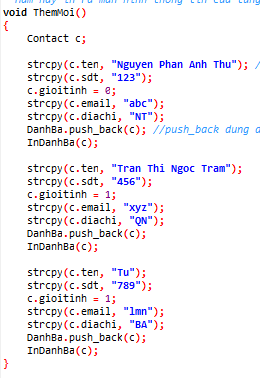 void ThemMoi()
{
Contact c;
strcpy(c.ten, "Nguyen Phan Anh Thu"); /
strcpy(c.sdt, "123");
c.gioitinh = 0;
strcpy(c.email, "abc");
strcpy(c.diachi, "NT");
DanhBa.push_back(c); //push_back dung d
InDanhBa(c);
strcpy(c.ten, "Tran Thi Ngoc Tram");
strcpy(c.sdt, "456");
c.gioitinh = 1;
strcpy(c.email, "xyz");
strcpy(c.diachi, "QN");
DanhBa.push_back(c);
InDanhBa(c);
strcpy(c.ten, "Tu");
strcpy(c.sdt, "789");
c.gioitinh = 1;
strcpy(c.email, "lmn");
strcpy(c.diachi, "BA");
DanhBa.push_back(c);
InDanhBa(c);
}